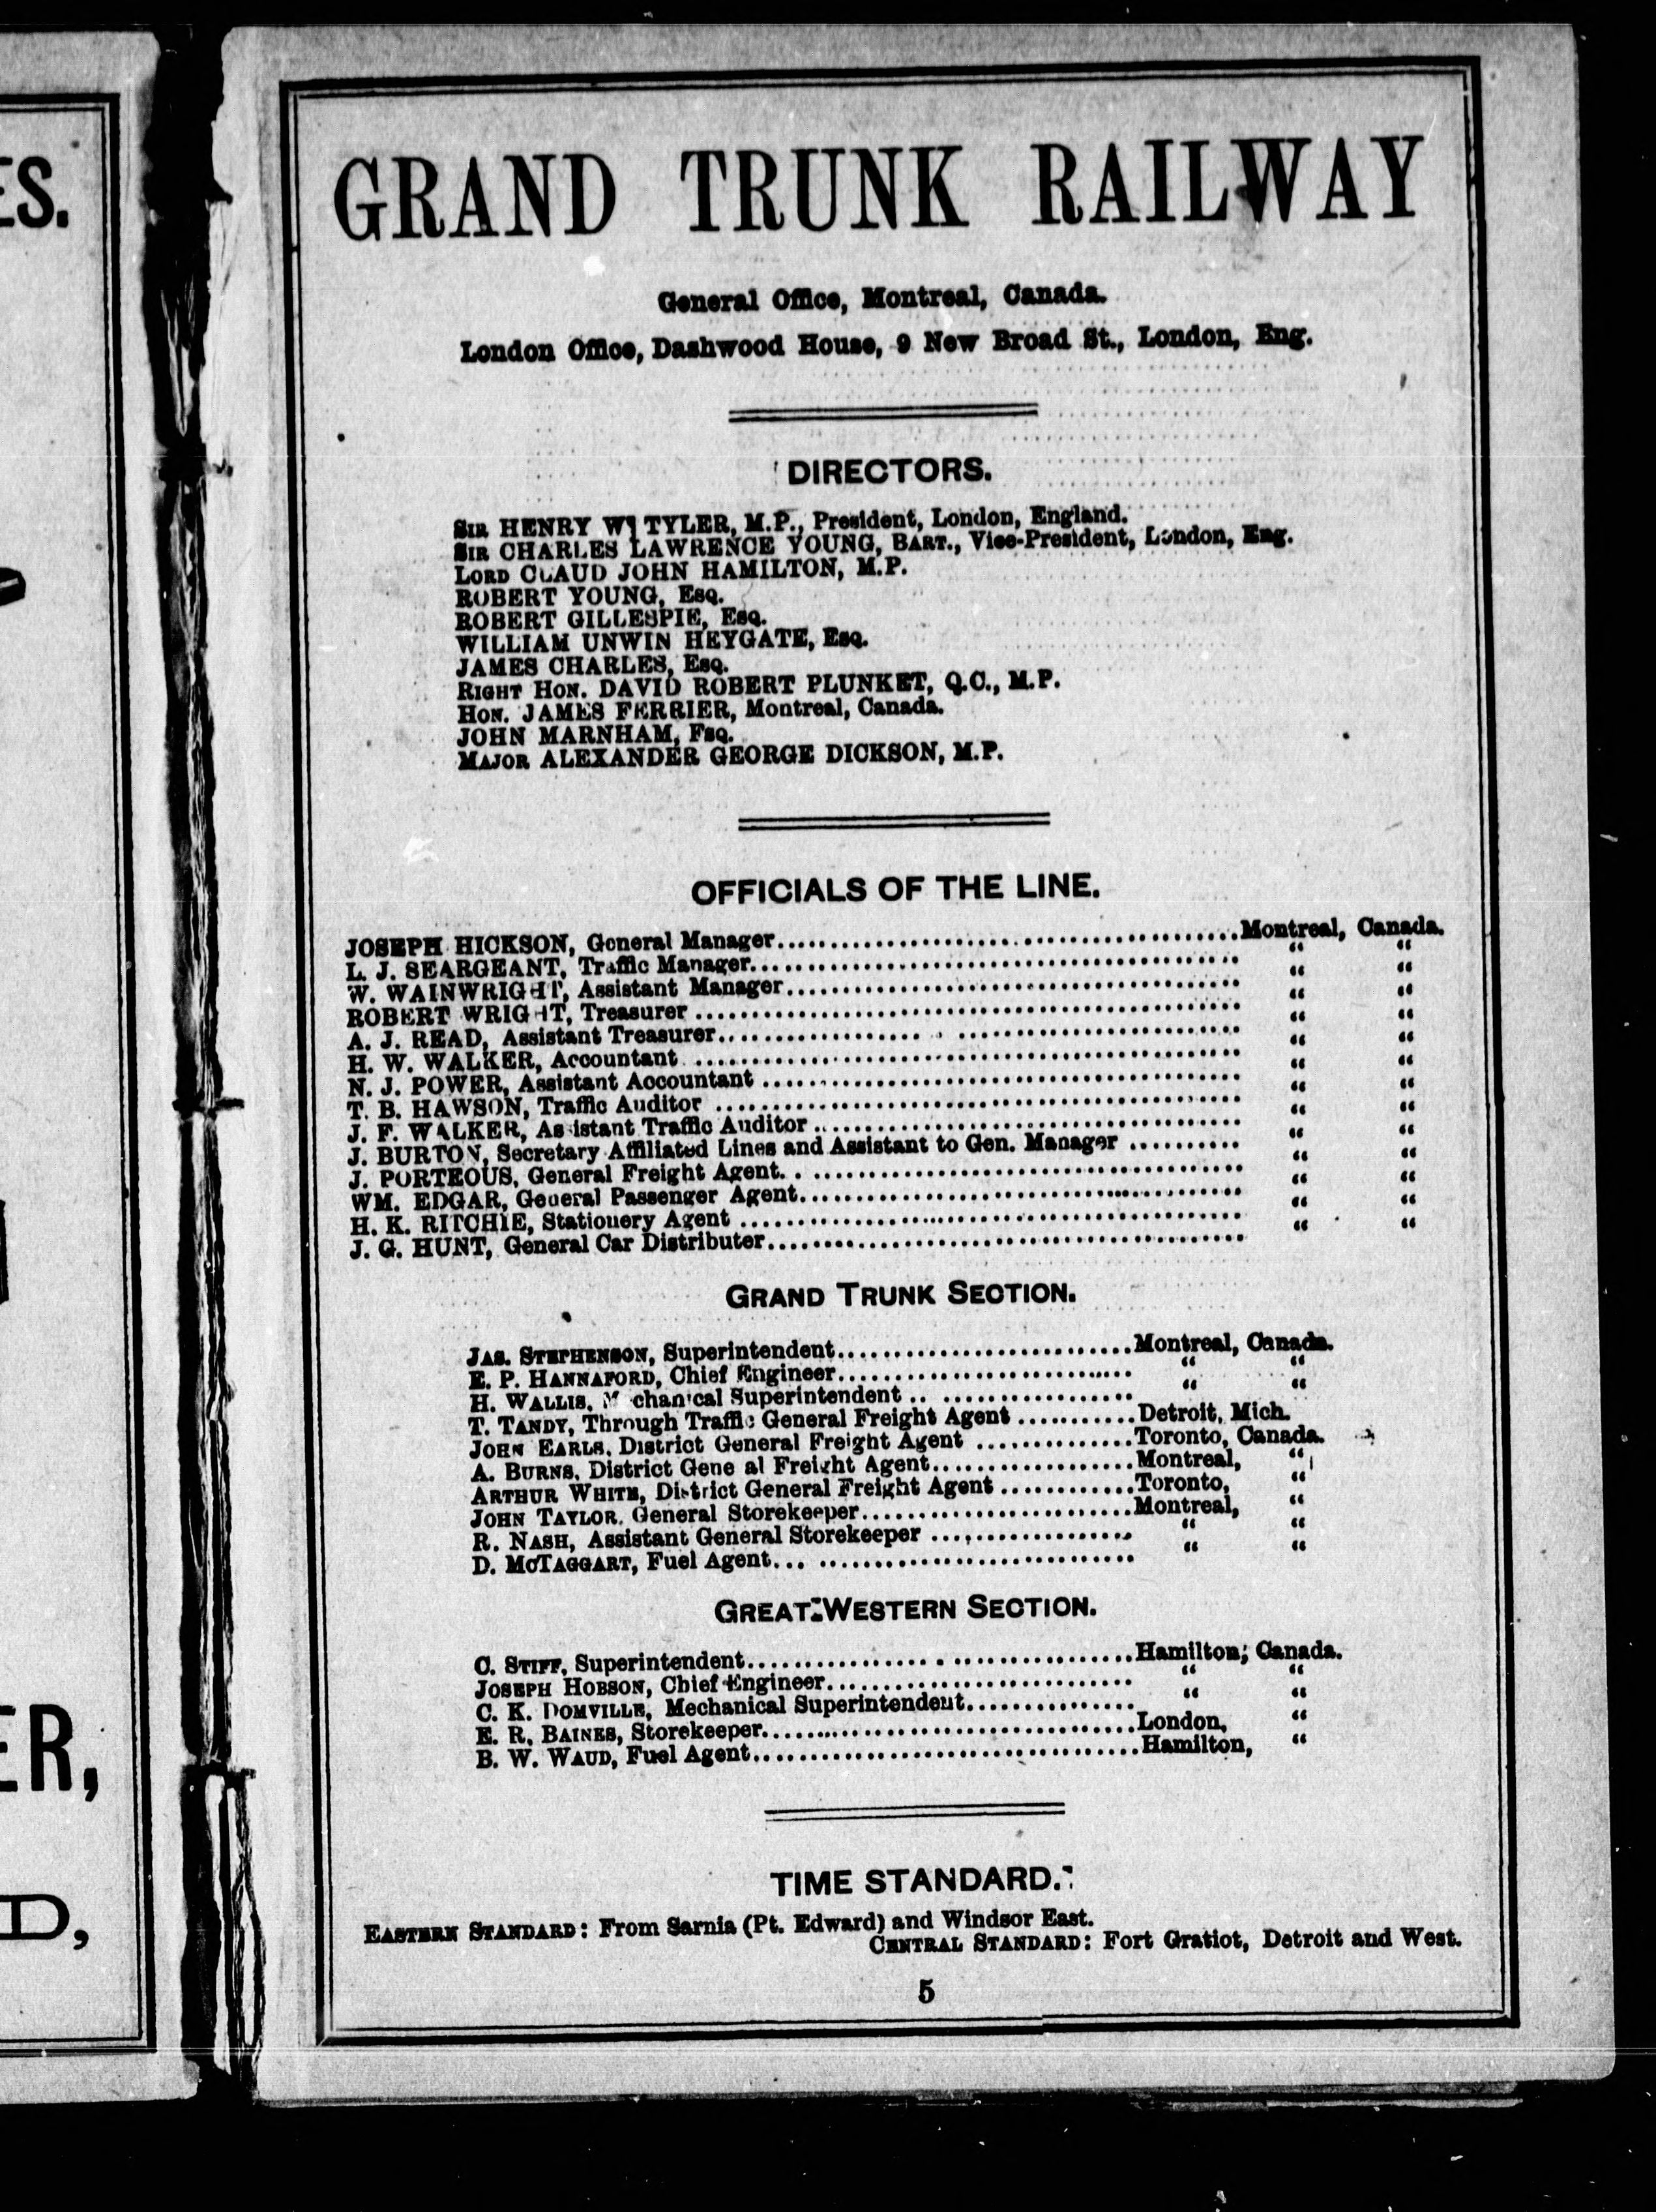 GRAND TRUNK RAILWAY
General Office, Montreal, Canada.
London Office, Dashwood House, 9 New Broad St., London, Eng.
DIRECTORS.
SIR HENRY W. TYLER, M.P., President, London, England.
SIR CHARLES LAWRENCE YOUNG, BART., Vice-President, London, Eng.
LORD CLAUD JOHN HAMILTON, M.P.
ROBERT YOUNG, Esq.
ROBERT GILLESPIE, Esq.
WILLIAM UNWIN HEYGATE, Esq.
JAMES CHARLES, Esq.
RIGHT HON. DAVID ROBERT PLUNKET, Q.C., M.P.
HON. JAMES FERRIER, Montreal, Canada.
JOHN MARNHAM, Esq.
MAJOR ALEXANDER GEORGE DICKSON, M.P.
OFFICIALS OF THE LINE.
JOSEPH HICKSON, General Manager........Montreal, Canada.
L. J. SEARGEANT, Traffic Manager........ “ “
W. WAINWRIGHT, Assistant Manager........ “ “
ROBERT WRIGHT, Treasurer ........ “ “
A. J. READ, Assistant Treasurer........ “ “
H. W. WALKER, Accountant ........ “ “
N. J. POWER, Assistant Accountant ........ “ “
T. B. HAWSON, Traffic Auditor ........ “ “
J. F. WALKER, Assistant Traffic Auditor ........ “ “
J. BURTON, Secretary Affiliated Lines and Assistant to Gen. Manager ........ “ “
J. PORTEOUS, General Freight Agent........ “ “
WM. EDGAR, General Passenger Agent........ “ “
H. K. RITCHIE, Stationery Agent ........ “ “
J. G. HUNT, General Car Distributer........ “ “
GRAND TRUNK SECTION.
JAS. STEPHENSON, Superintendent........Montreal, Canada.
E. P. HANNAFORD, Chief Engineer........ “ “
H. WALLIS, Mechanical Superintendent ........ “ “
T. TANDY, Through Traffic General Freight Agent ........Detroit, Mich.
JOHN EARLS, District General Freight Agent ........Toronto, Canada.
A. BURNS, District General Freight Agent........Montreal, “
ARTHUR WHITE, District General Freight Agent ........Toronto, “
JOHN TAYLOR, General Storekeeper........Montreal, “
R. NASH, Assistant General Storekeeper ........ “ “
D. MCTAGGART, Fuel Agent........ “ “
GREAT WESTERN SECTION.
C. STIFF, Superintendent........Hamilton, Canada.
JOSEPH HOBSON, Chief Engineer........ “ “
C. K. DOMVILLE, Mechanical Superintendent........ “ “
E. R. BAINES, Storekeeper........London, “
B. W. WAUD, Fuel Agent........Hamilton, “
TIME STANDARD.
EASTERN STANDARD: From Sarnia (Pt. Edward) and Windsor East.
CENTRAL STANDARD: Fort Gratiot, Detroit and West.
5